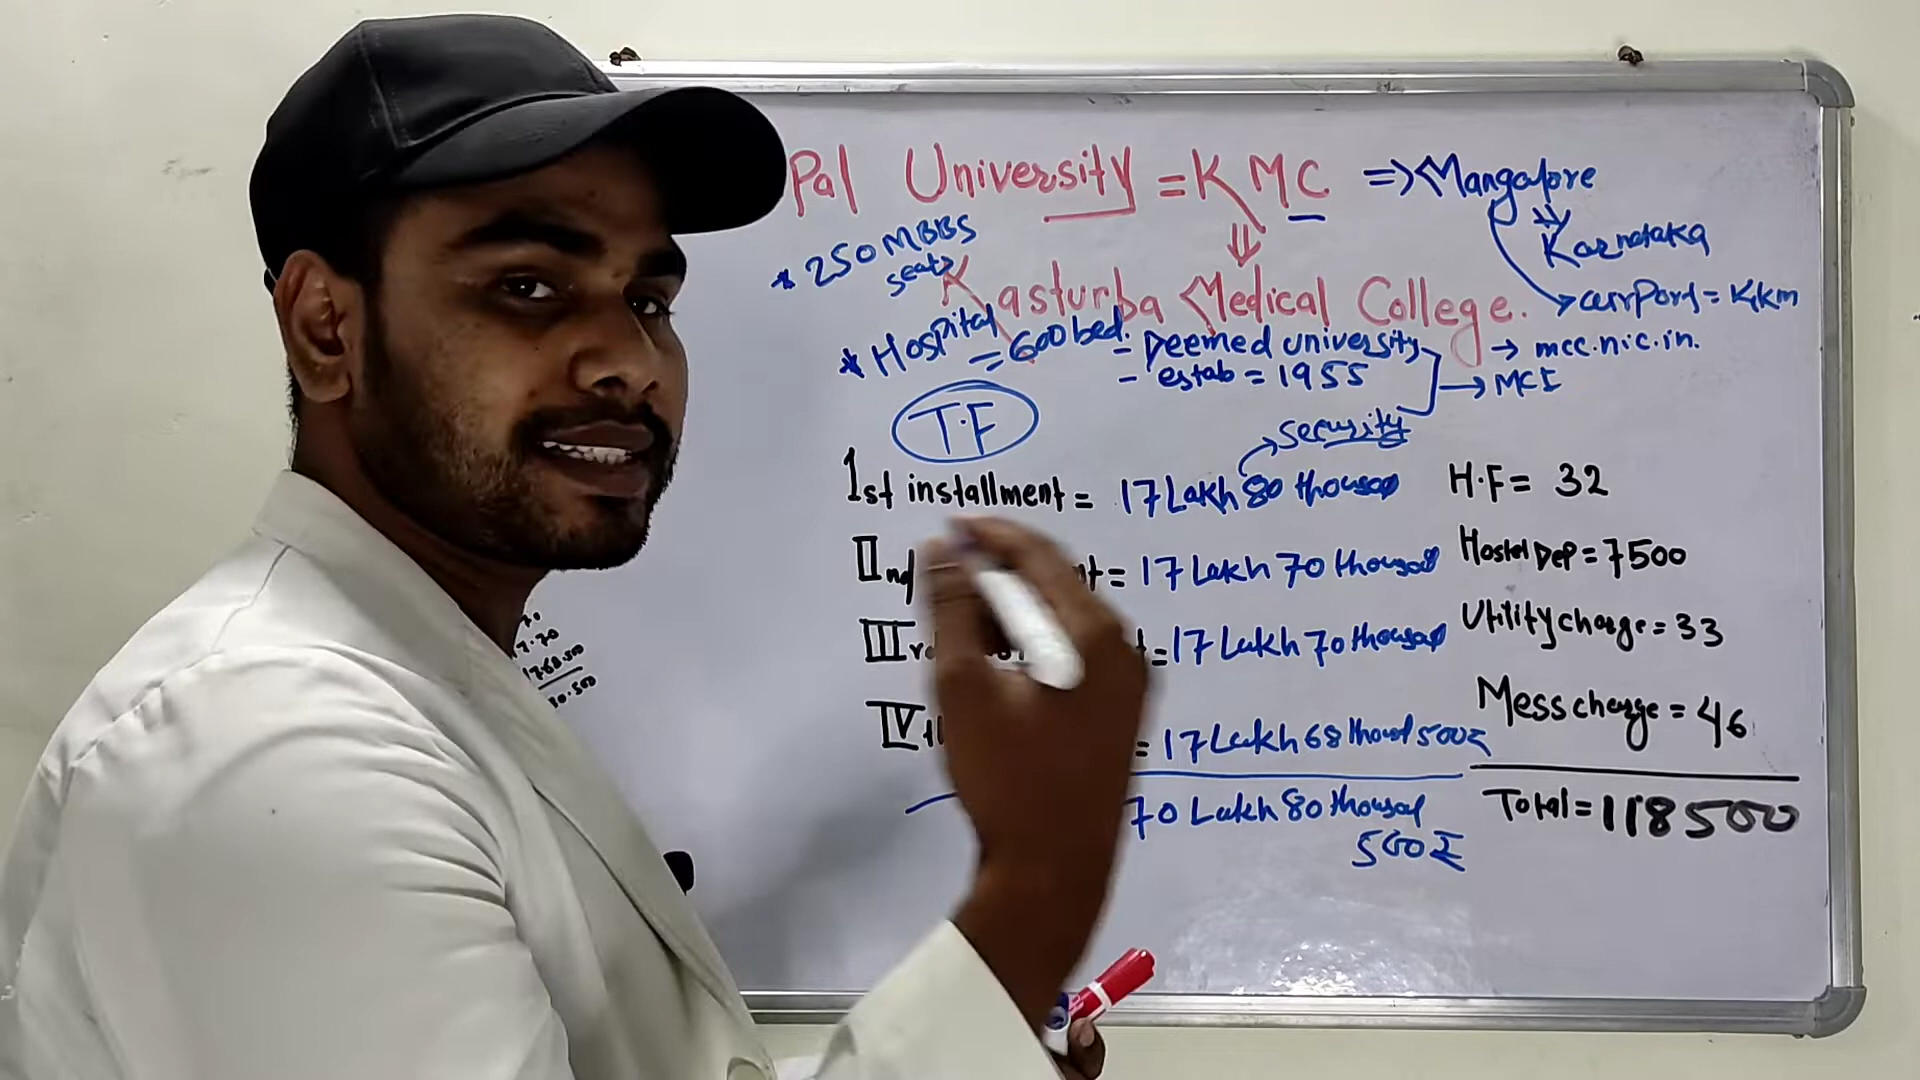 Pal University = KMC => Mangalore
Karnataka
* 250 MBBS
seats
Kasturba Medical College.
* Hospital = 600 bed.
- Deemed university
- estab = 1955
→ mcc.nic.in.
→ MCI
T.F
Security
1st installment = 17 Lakh 80 thousand
H.F = 32
= 17 Lakh 70 thousand
Hostel Dep = 7500
III = 17 Lakh 70 thousand
Utility charge = 33
= 17 Lakh 68 thousand 500₹
Mess charge = 46
70 Lakh 80 thousand
500₹
Total = 118500